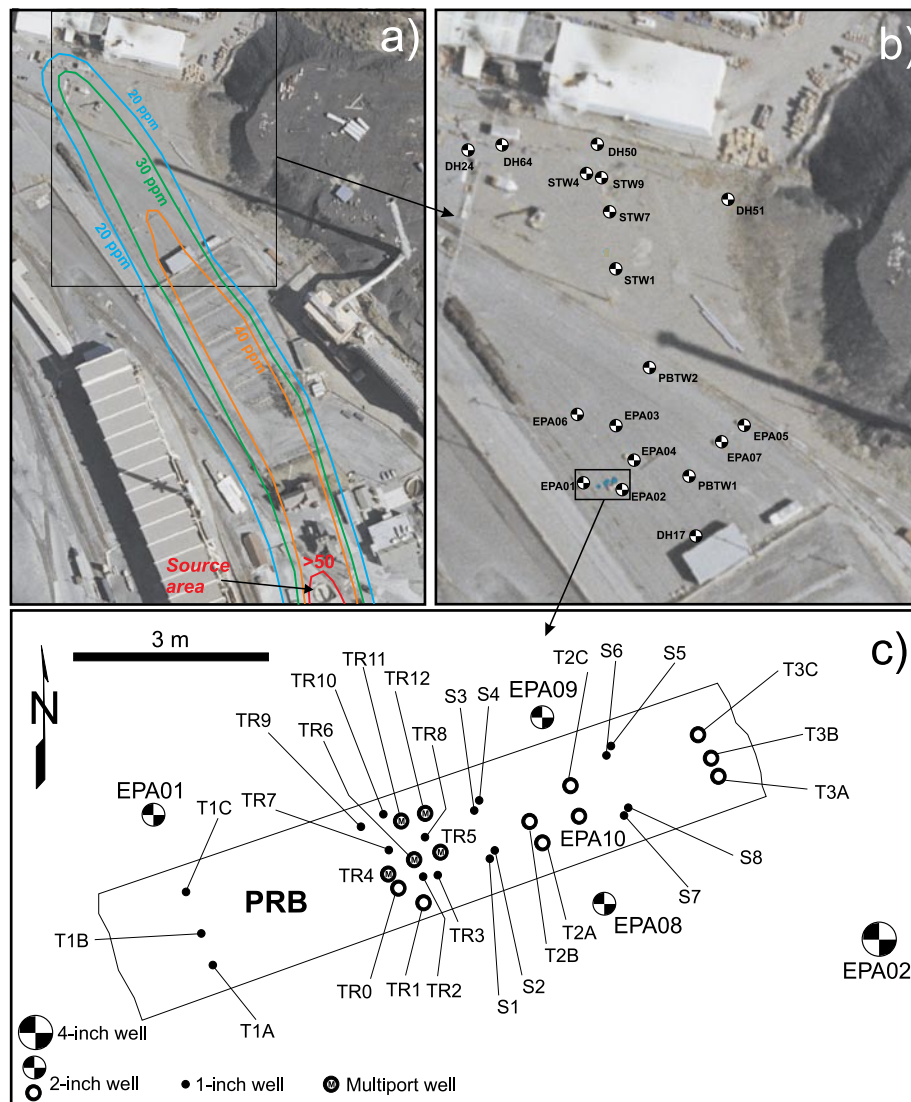 a)
20 ppm
30 ppm
20 ppm
40 ppm
>50
Source
area
b)
DH24
DH64
DH50
STW4
STW9
DH51
STW7
STW1
PBTW2
EPA06
EPA03
EPA05
EPA04
EPA07
EPA01
EPA02
PBTW1
DH17
c)
3 m
N
TR11
TR10
TR12
TR9
TR6
S3
S4
TR8
T2C
S6
S5
T3C
EPA09
T3B
EPA01
T1C
TR7
TR5
T3A
EPA10
TR4
PRB
S8
S7
T1B
TR3
EPA08
T2A
T2B
EPA02
TR0
TR1
TR2
S2
S1
T1A
4-inch well
2-inch well
1-inch well
M Multiport well
M
M
M
M
M